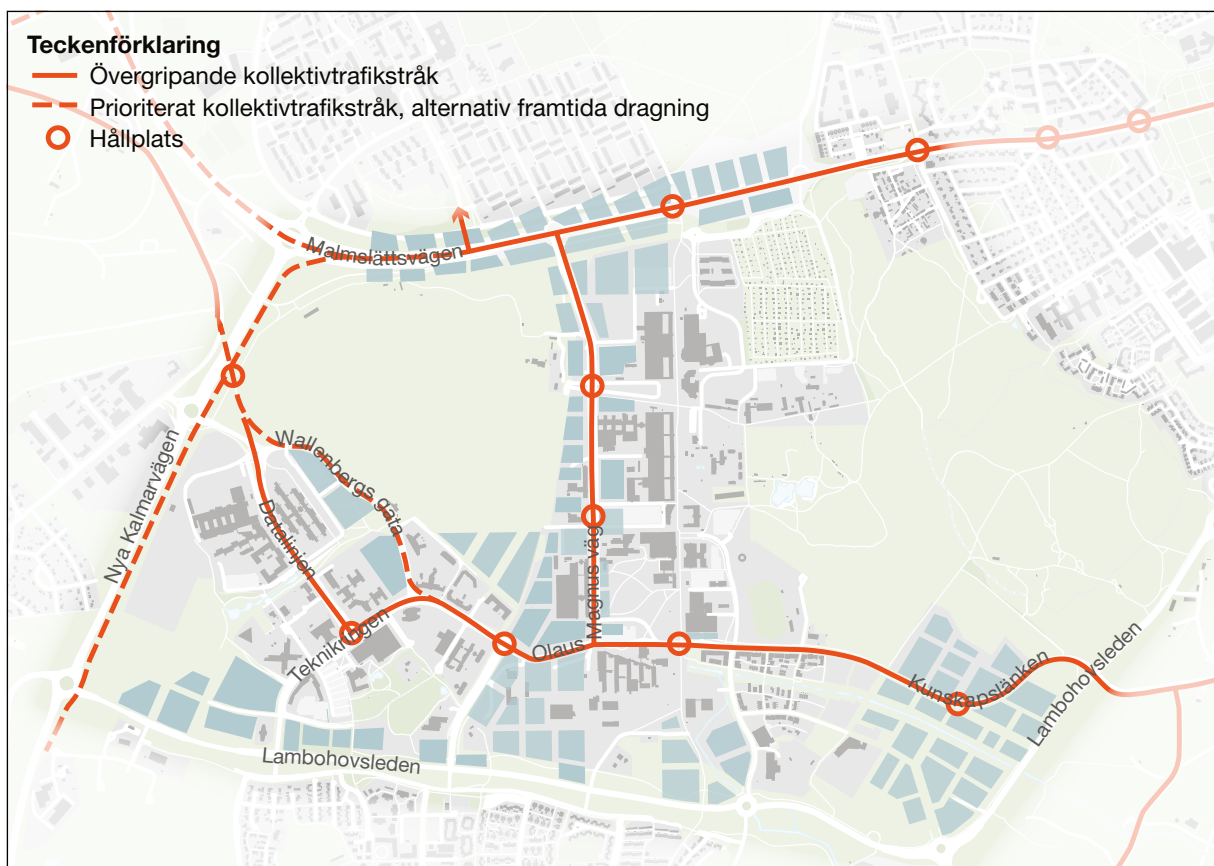 Teckenförklaring
Övergripande kollektivtrafikstråk
Prioriterat kollektivtrafikstråk, alternativ framtida dragning
Hållplats
Malmslättsvägen
Nya Kalmarvägen
Wallenbergs gata
Datalinjen
Teknikringen
Olaus Magnus väg
Kunskapslänken
Lambohovsleden
Lambohovsleden